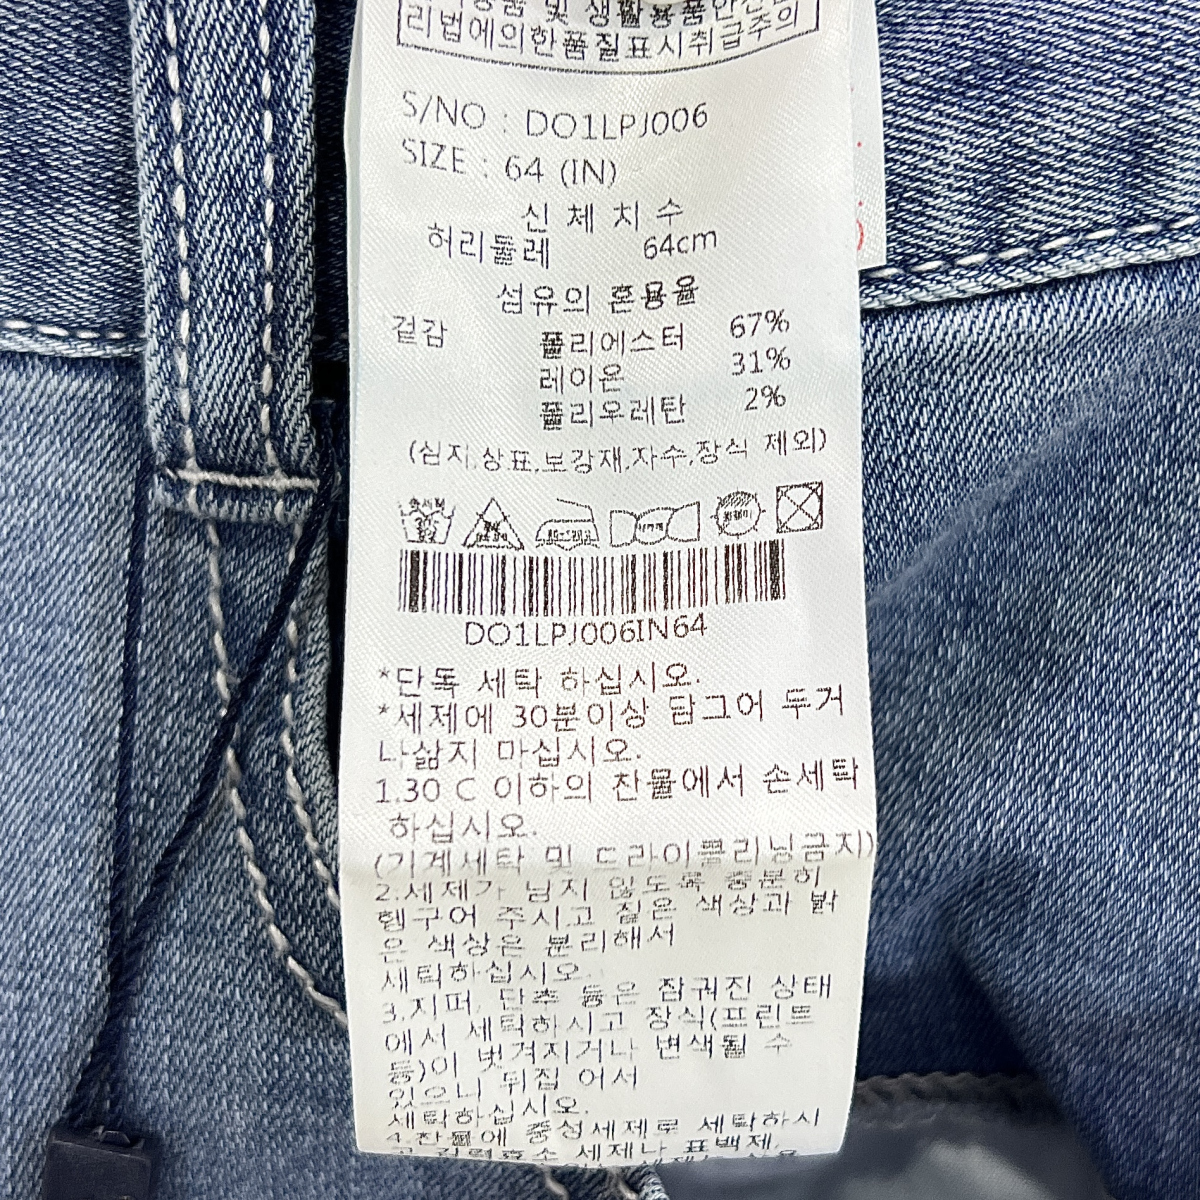 리법에의한품질표시취급주의
S/NO : DO1LPJ006
SIZE : 64 (IN)
신 체 치 수
허리둘레 64cm
섬유의 혼용율
겉감 폴리에스터 67%
레이온 31%
폴리우레탄 2%
(심지,상표,보강재,자수,장식 제외)
DO1LPJ006IN64
*단독 세탁 하십시오.
*세제에 30분이상 담그어 두거
나삶지 마십시오.
1.30 C 이하의 찬물에서 손세탁
하십시오.
(기계세탁 및 드라이클리닝금지)
2.세제가 남지 않도록 충분히
헹구어 주시고 짙은 색상과 밝
은 색상은 분리해서
세탁하십시오.
3.지퍼, 단추 등은 잠궈진 상태
에서 세탁하시고 장식(프린트
등)이 벗겨지거나 변색될 수
있으니 뒤집 어서
세탁하십시오.
4.찬물에 중성세제로 세탁하시
세제나 표백제,